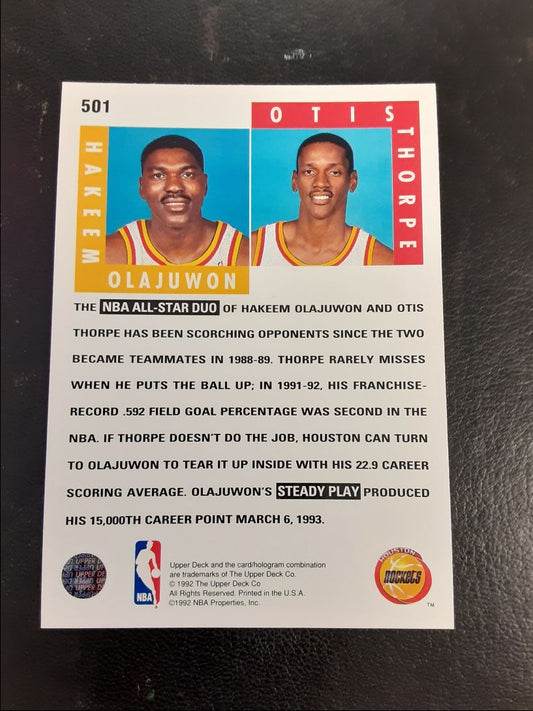 501
OTIS
THORPE
HAKEEM
OLAJUWON
THE NBA ALL-STAR DUO OF HAKEEM OLAJUWON AND OTIS
THORPE HAS BEEN SCORCHING OPPONENTS SINCE THE TWO
BECAME TEAMMATES IN 1988-89. THORPE RARELY MISSES
WHEN HE PUTS THE BALL UP; IN 1991-92, HIS FRANCHISE-
RECORD .592 FIELD GOAL PERCENTAGE WAS SECOND IN THE
NBA. IF THORPE DOESN'T DO THE JOB, HOUSTON CAN TURN
TO OLAJUWON TO TEAR IT UP INSIDE WITH HIS 22.9 CAREER
SCORING AVERAGE. OLAJUWON'S STEADY PLAY PRODUCED
HIS 15,000TH CAREER POINT MARCH 6, 1993.
UPPER DE
UPPER DE
NBA
Upper Deck and the card/hologram combination
are trademarks of The Upper Deck Co.
© 1992 The Upper Deck Co
All Rights Reserved. Printed in the U.S.A.
©1992 NBA Properties, Inc.
HOUSTON
ROCKETS
TM